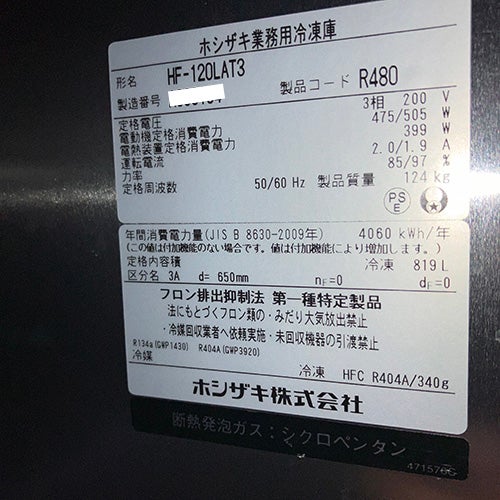 ホシザキ業務用冷凍庫
形名 HF-120LAT3
製造番号 製品コード R480
定格電圧 3相 200 V
電動機定格消費電力 475/505 W
電熱装置定格消費電力 399 W
運転電流 2.0/1.9 A
力率 85/97 %
定格周波数 50/60 Hz 製品質量 124 kg
PS
E
年間消費電力量(JIS B 8630-2009年) 4060 kWh/年
(この値は付加機能のない場合です。値は付加機能により増加します。)
定格内容積 冷凍 819 L
区分名 3A d= 650mm nF=0 dF=0
フロン排出抑制法 第一種特定製品
・法にもとづくフロン類の・みだり大気放出禁止
・冷媒回収業者へ依頼実施・未回収機器の引渡禁止
R134a(GWP1430) R404A(GWP3920)
冷媒 冷凍 HFC R404A/340g
ホシザキ株式会社
断熱発泡ガス:シクロペンタン